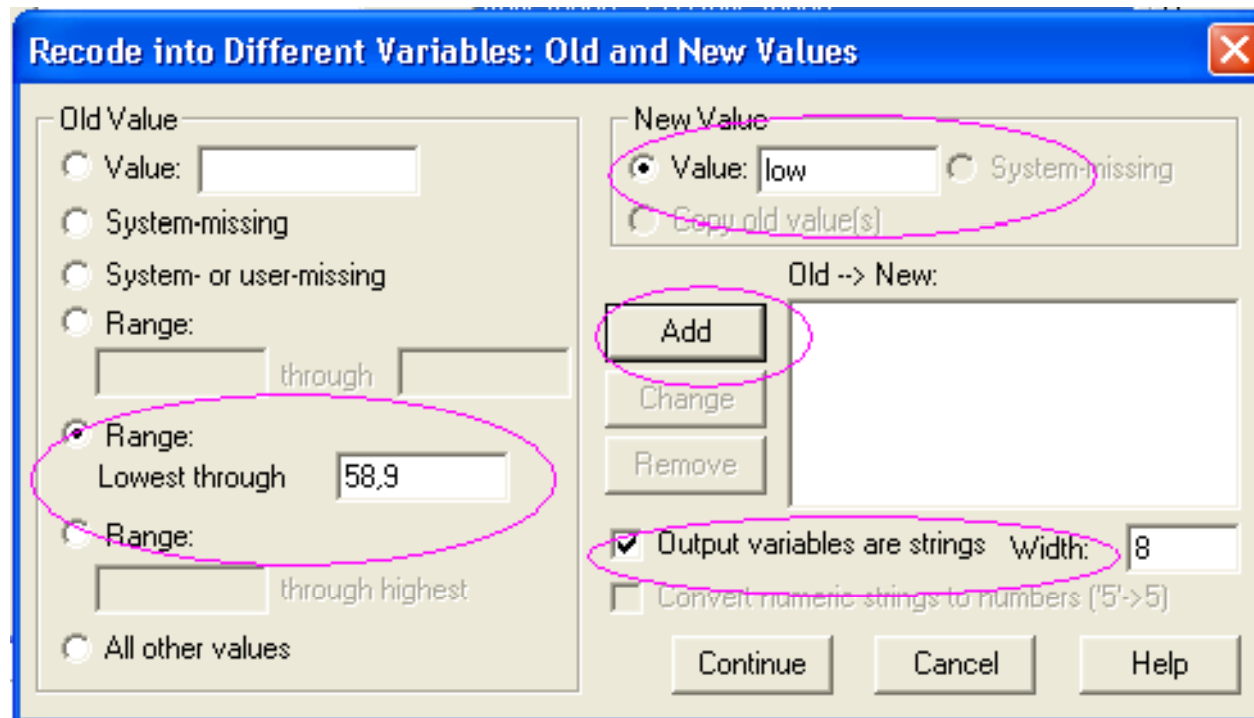 Recode into Different Variables: Old and New Values
Old Value
Value:
System-missing
System- or user-missing
Range:
through
Range:
Lowest through 58,9
Range:
through highest
All other values
New Value
Value: low System-missing
Copy old value(s)
Old --> New:
Add
Change
Remove
Output variables are strings Width: 8
Convert numeric strings to numbers ('5'->5)
Continue Cancel Help